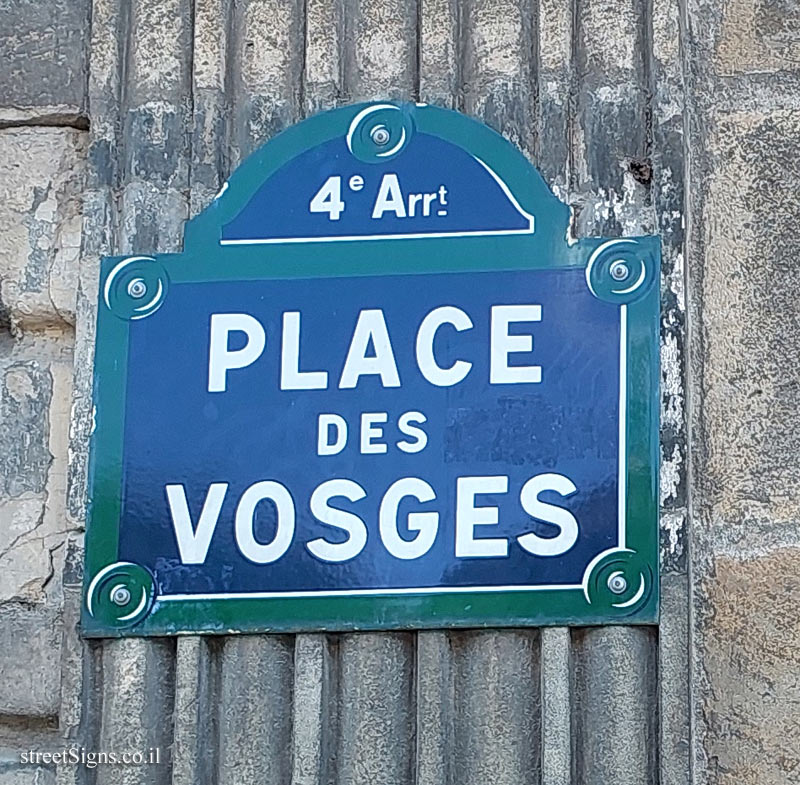 4e Arrt
PLACE
DES
VOSGES
streetSigns.co.il